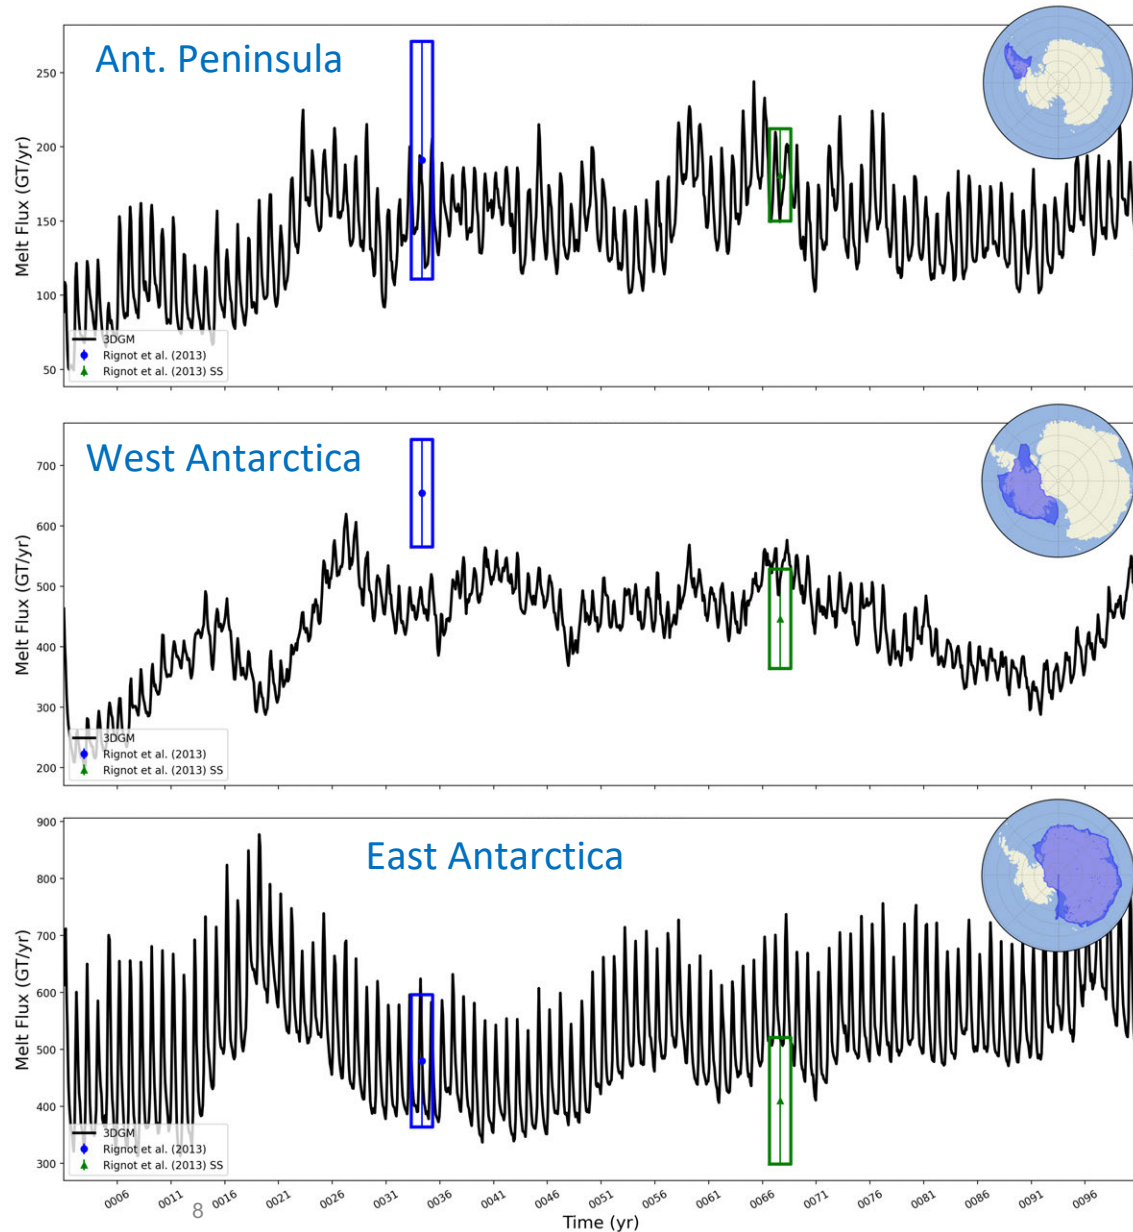 Ant. Peninsula
Melt Flux (GT/yr)
250
200
150
100
50
3DGM
Rignot et al. (2013)
Rignot et al. (2013) SS
West Antarctica
Melt Flux (GT/yr)
700
600
500
400
300
200
3DGM
Rignot et al. (2013)
Rignot et al. (2013) SS
East Antarctica
Melt Flux (GT/yr)
900
800
700
600
500
400
300
3DGM
Rignot et al. (2013)
Rignot et al. (2013) SS
0006 0011 0016 0021 0026 0031 0036 0041 0046 0051 0056 0061 0066 0071 0076 0081 0086 0091 0096
Time (yr)
8